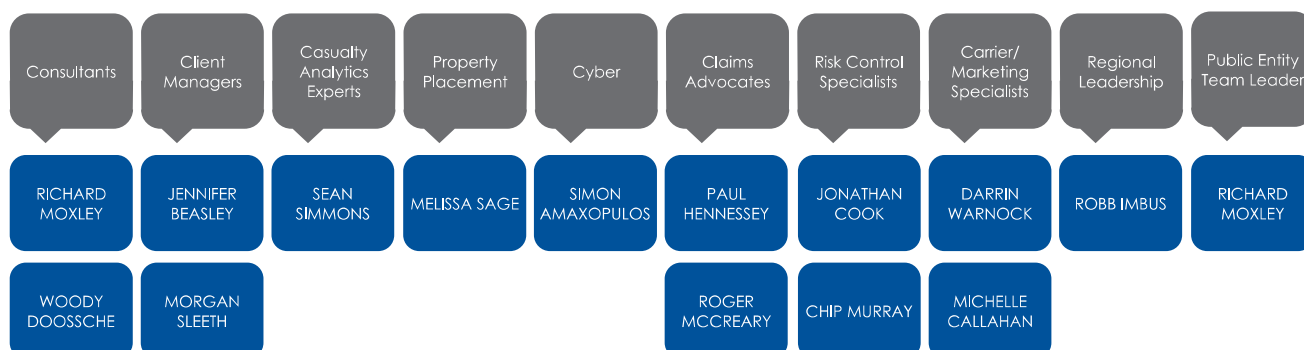 Consultants
Client
Managers
Casualty
Analytics
Experts
Property
Placement
Cyber
Claims
Advocates
Risk Control
Specialists
Carrier/
Marketing
Specialists
Regional
Leadership
Public Entity
Team Leader
RICHARD
MOXLEY
JENNIFER
BEASLEY
SEAN
SIMMONS
MELISSA SAGE
SIMON
AMAXOPULOS
PAUL
HENNESSEY
JONATHAN
COOK
DARRIN
WARNOCK
ROBB IMBUS
RICHARD
MOXLEY
WOODY
DOOSSCHE
MORGAN
SLEETH
ROGER
MCCREARY
CHIP MURRAY
MICHELLE
CALLAHAN